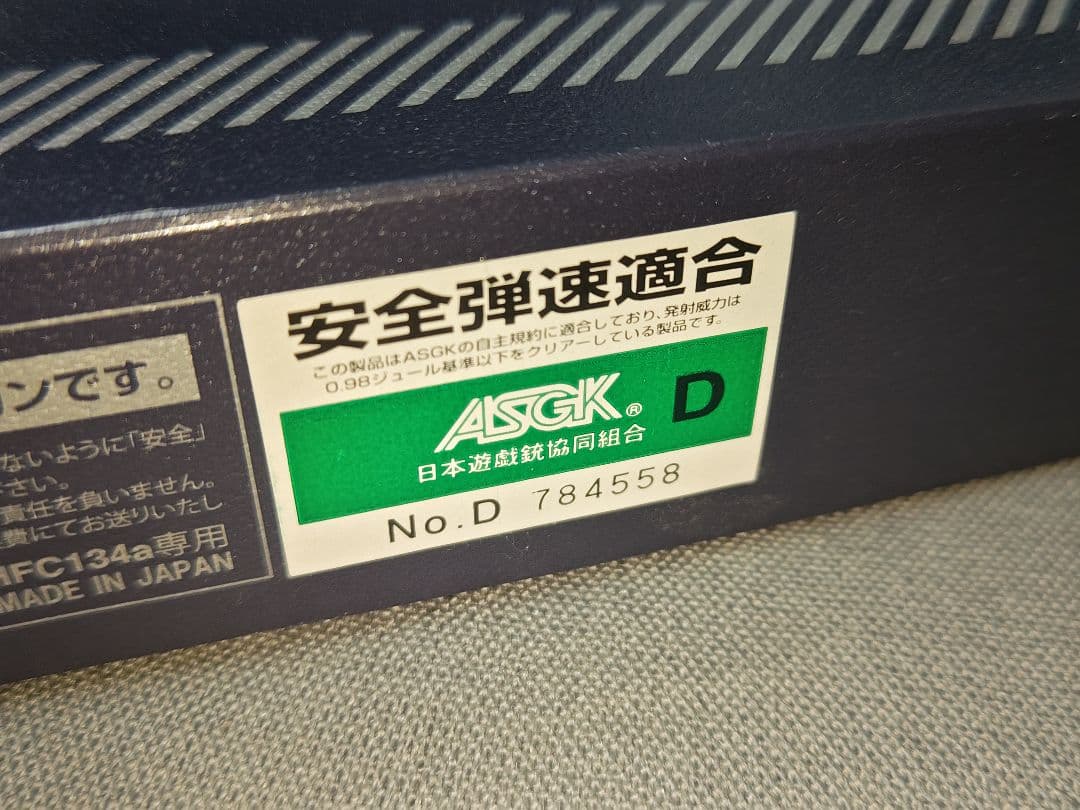 安全弾速適合
この製品はASGKの自主規約に適合しており、発射威力は
0.98ジュール基準以下をクリアーしている製品です。
ASGK® D
日本遊戯銃協同組合
No.D 784558
ンです。
ないように「安全」
さい。
責任を負いません。
費にてお送りいたし
HFC134a専用
MADE IN JAPAN